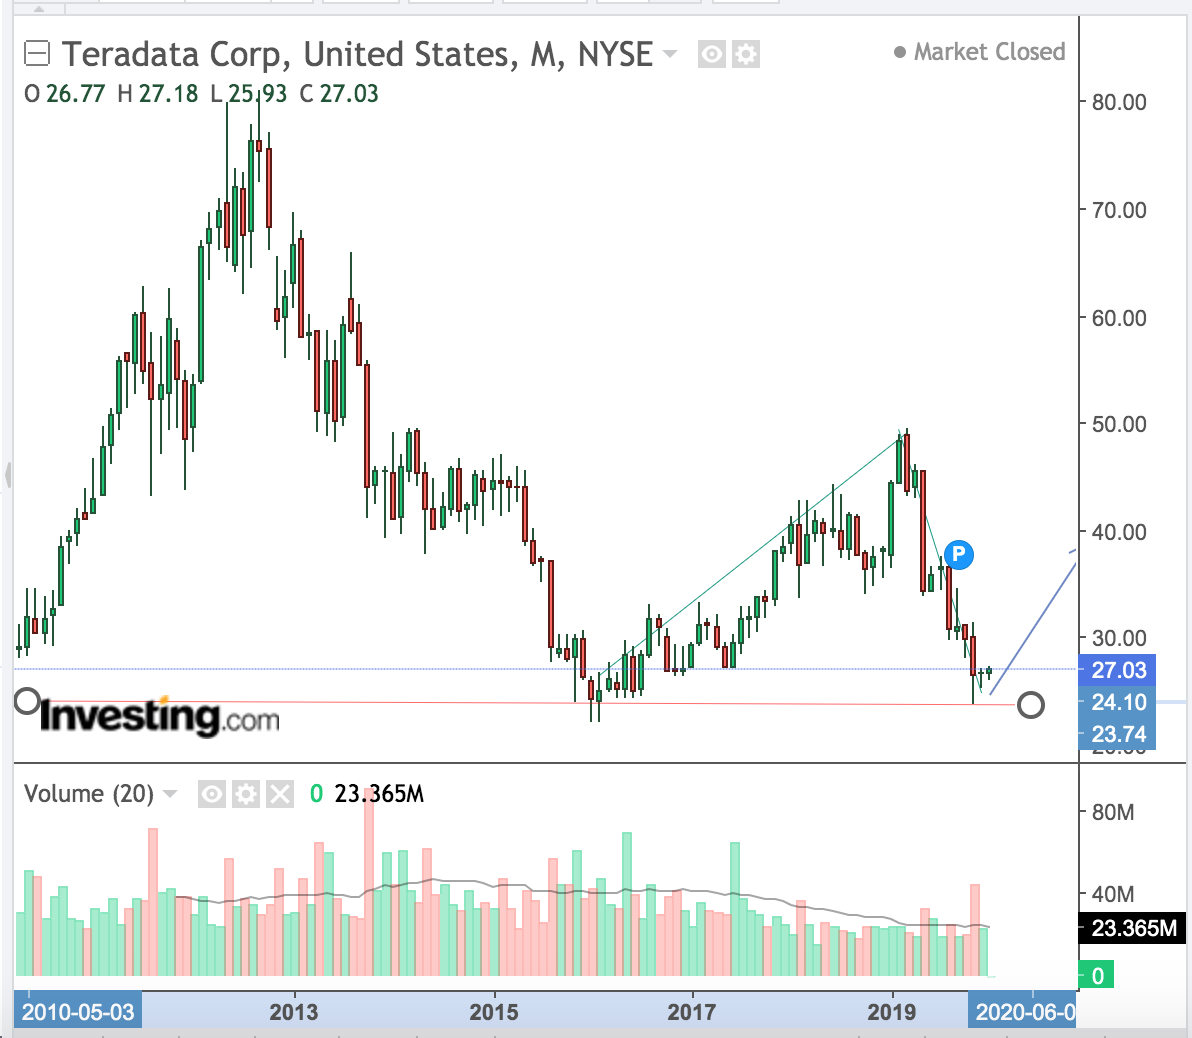 Teradata Corp, United States, M, NYSE
Market Closed
O 26.77 H 27.18 L 25.93 C 27.03
80.00
70.00
60.00
50.00
40.00
30.00
27.03
24.10
23.74
P
Investing.com
Volume (20) 0 23.365M
80M
40M
23.365M
0
2010-05-03 2013 2015 2017 2019 2020-06-0